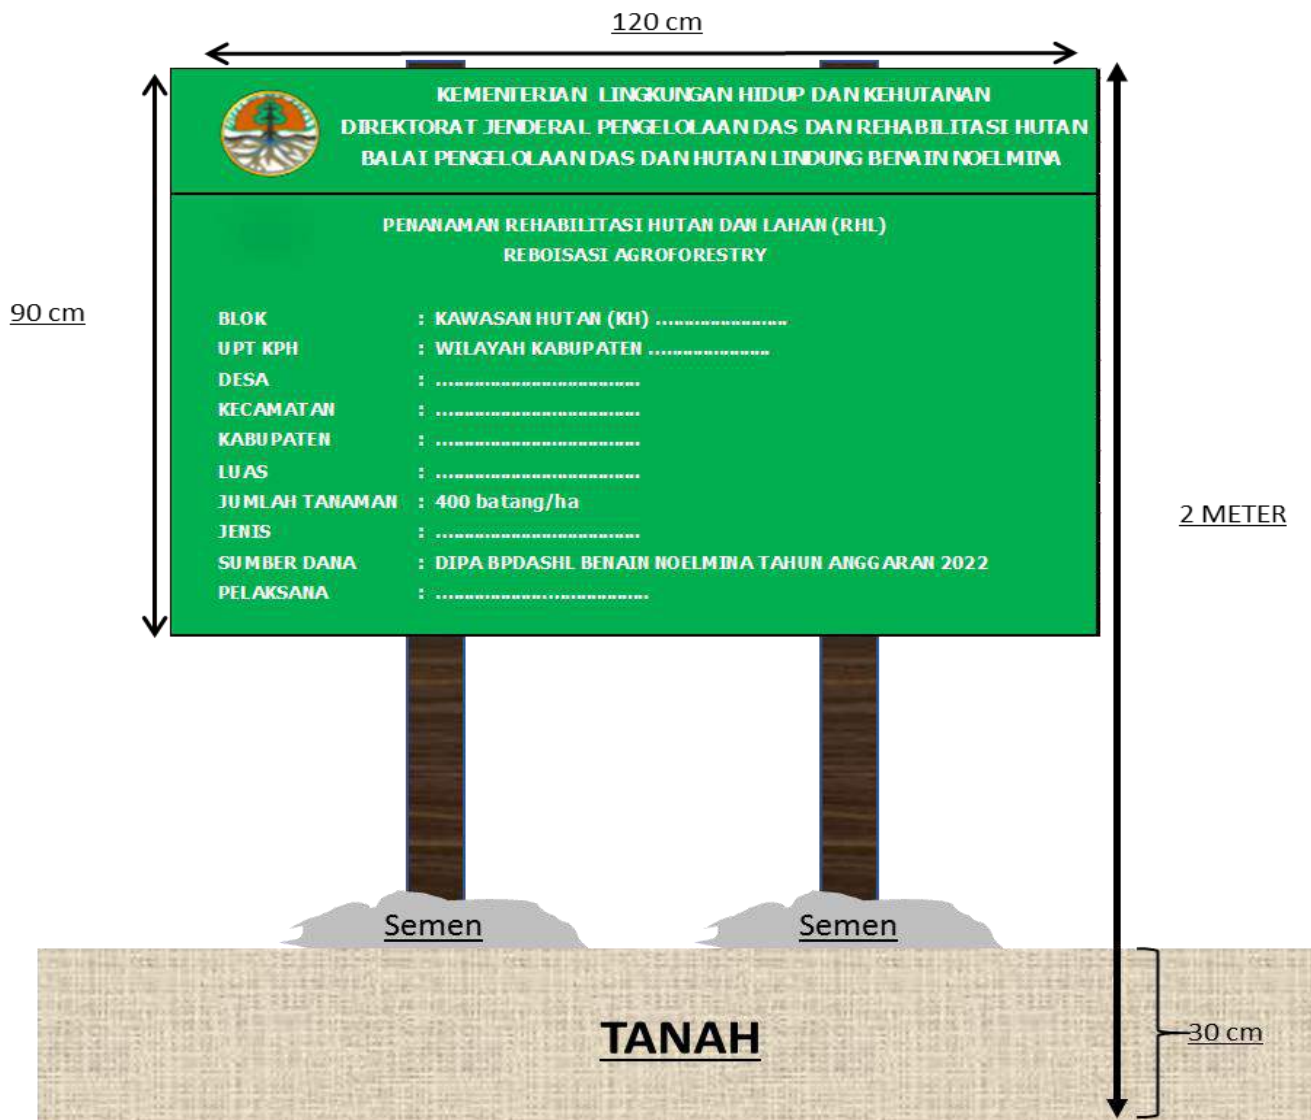 120 cm
KEMENTERIAN LINGKUNGAN HIDUP DAN KEHUTANAN
DIREKTORAT JENDERAL PENGELOLAAN DAS DAN REHABILITASI HUTAN
BALAI PENGELOLAAN DAS DAN HUTAN LINDUNG BENAIN NOELMINA
PENANAMAN REHABILITASI HUTAN DAN LAHAN (RHL)
REBOISASI AGROFORESTRY
90 cm
BLOK : KAWASAN HUTAN (KH) ..........................
UPT KPH : WILAYAH KABUPATEN ........................
DESA : ........................................
KECAMATAN : ........................................
KABUPATEN : ........................................
LUAS : ........................................
JUMLAH TANAMAN : 400 batang/ha
JENIS : ........................................
SUMBER DANA : DIPA BPDASHL BENAIN NOELMINA TAHUN ANGGARAN 2022
PELAKSANA : ..........................................
2 METER
Semen
Semen
TANAH
30 cm